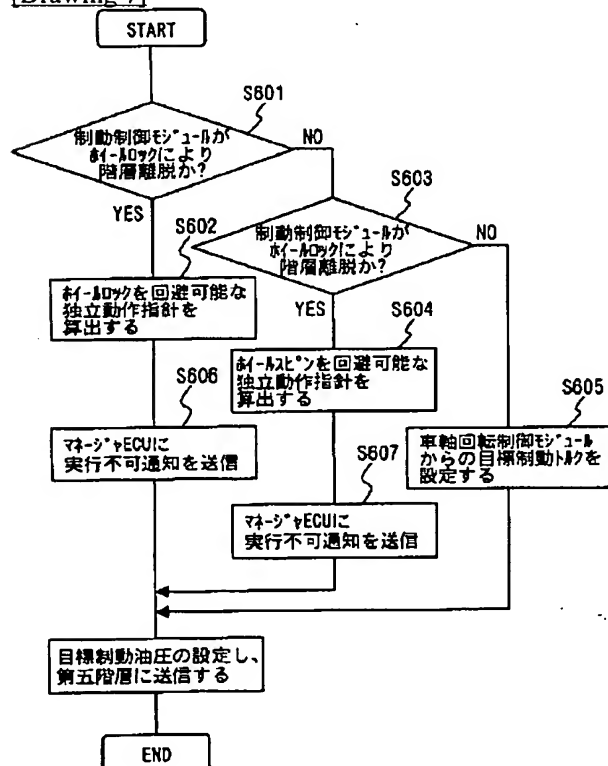 START
S601
制動制御モジュールが
ホイールロックにより
階層離脱か?
NO
YES
S603
制動制御モジュールが
ホイールロックにより
階層離脱か?
NO
YES
S602
ホイールロックを回避可能な
独立動作指針を
算出する
S604
ホイールスピンを回避可能な
独立動作指針を
算出する
S605
車軸回転制御モジュール
からの目標制動トルクを
設定する
S606
マネージャECUに
実行不可通知を送信
S607
マネージャECUに
実行不可通知を送信
目標制動油圧の設定し、
第五階層に送信する
END